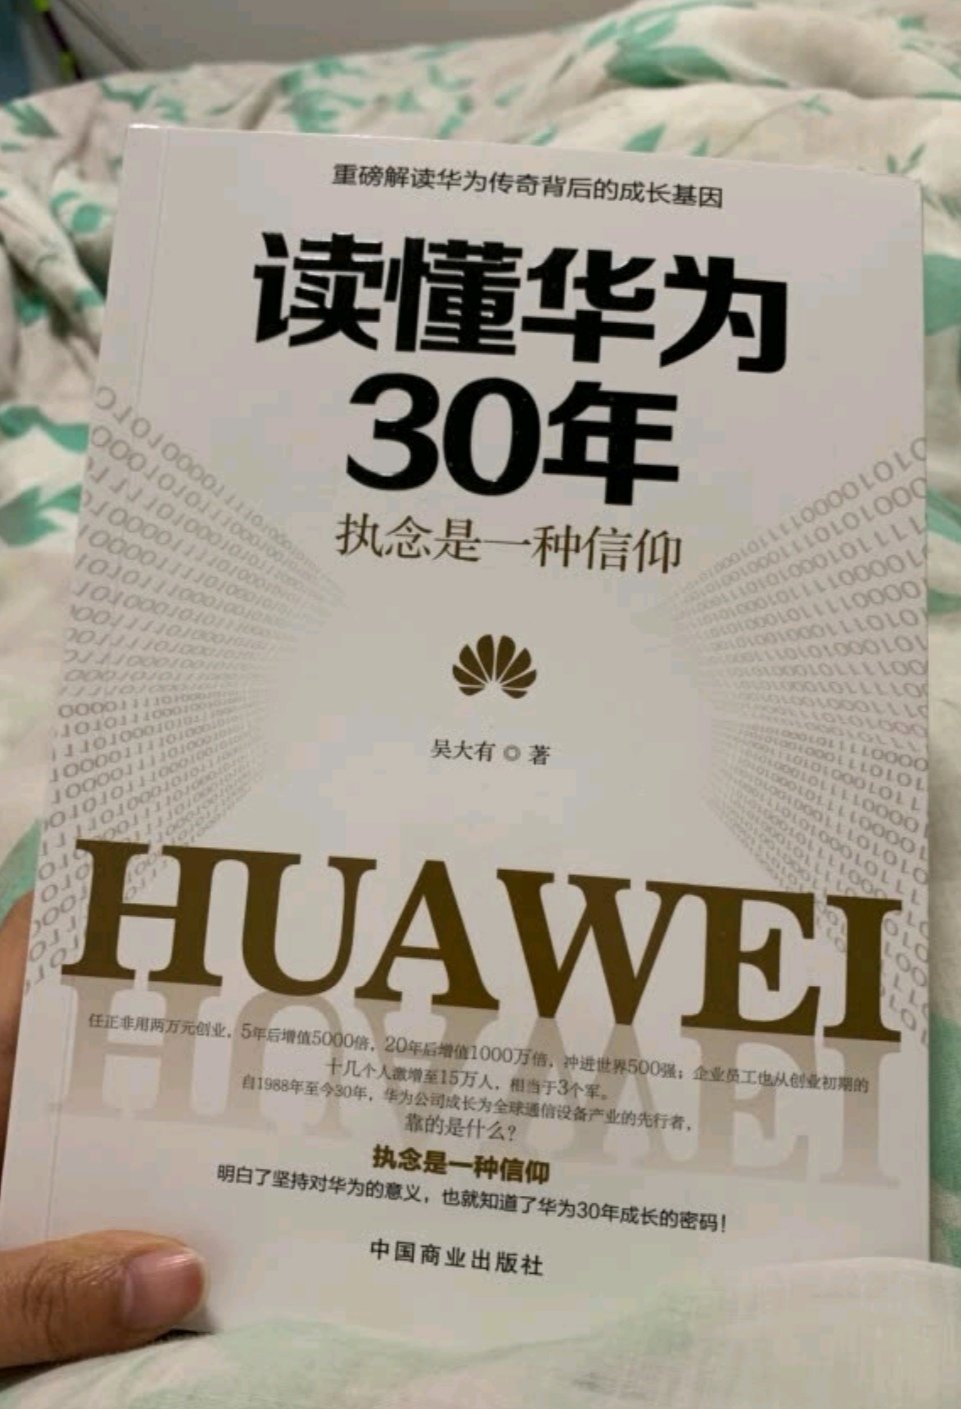 重磅解读华为传奇背后的成长基因
读懂华为
30年
执念是一种信仰
吴大有 ◎ 著
HUAWEI
任正非用两万元创业，5年后增值5000倍，20年后增值1000万倍，冲进世界500强；企业员工也从创业初期的
十几个人激增至15万人，相当于3个军。
自1988年至今30年，华为公司成长为全球通信设备产业的先行者，
靠的是什么？
执念是一种信仰
明白了坚持对华为的意义，也就知道了华为30年成长的密码！
中国商业出版社